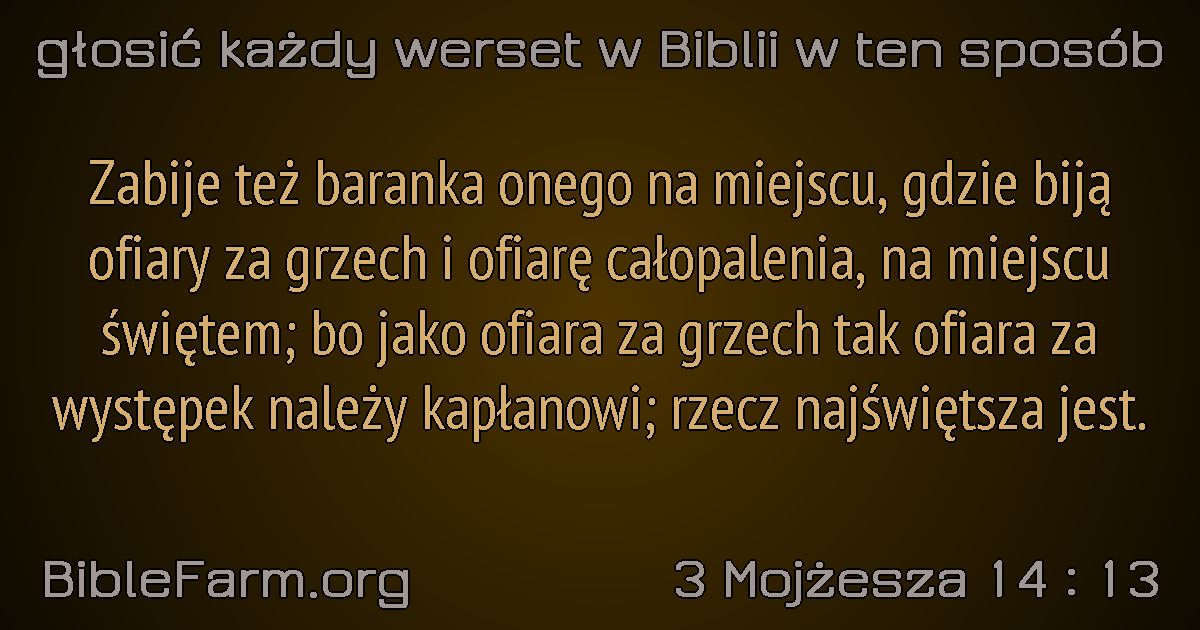 głosić każdy werset w Biblii w ten sposób
Zabije też baranka onego na miejscu, gdzie biją
ofiary za grzech i ofiarę całopalenia, na miejscu
świętem; bo jako ofiara za grzech tak ofiara za
występek należy kapłanowi; rzecz najświętsza jest.
BibleFarm.org
3 Mojżesza 14 : 13